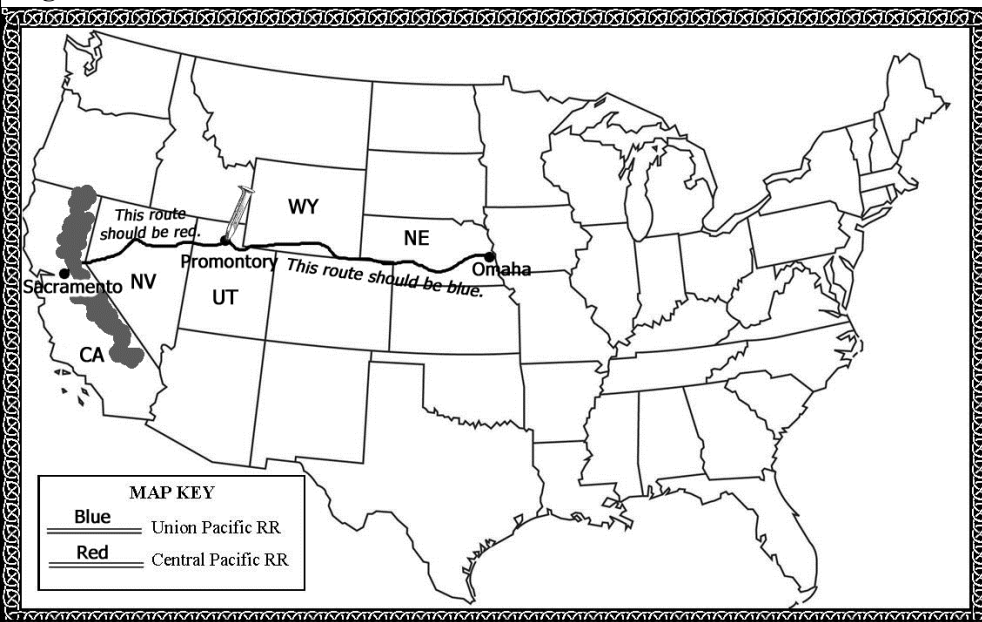 This route
should be red.
WY
NE
Promontory
This route should be blue.
Omaha
Sacramento
NV
UT
CA
MAP KEY
Blue
Union Pacific RR
Red
Central Pacific RR